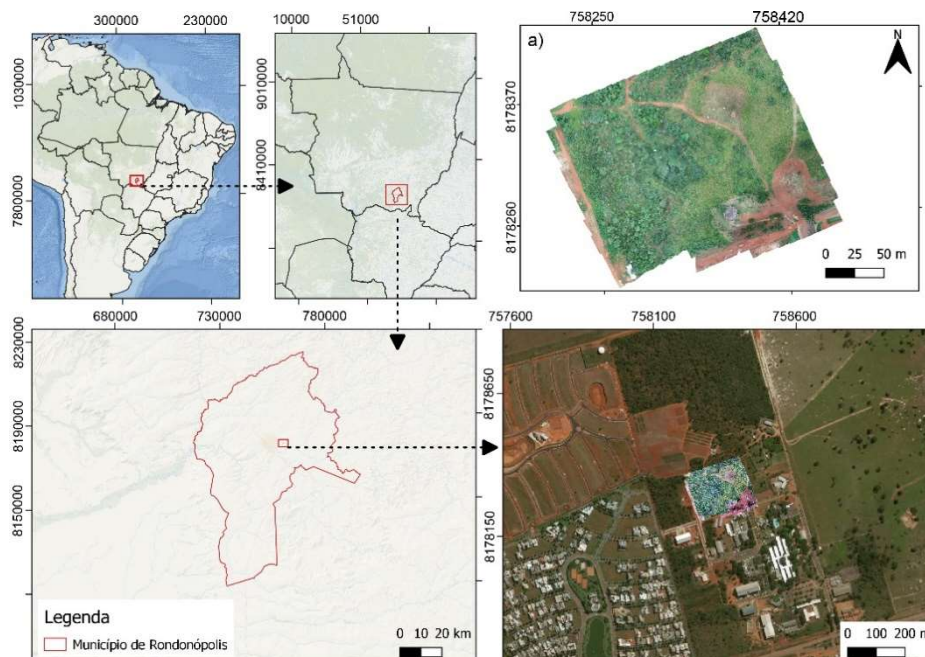 300000 230000
10300000
7800000
10000 51000
9010000
8410000
758250 758420
a)
N
8178370
8178260
0 25 50 m
680000 730000 780000
8230000
8190000
8150000
Legenda
Município de Rondonópolis
0 10 20 km
757600 758100 758600
8178650
8178150
0 100 200 m